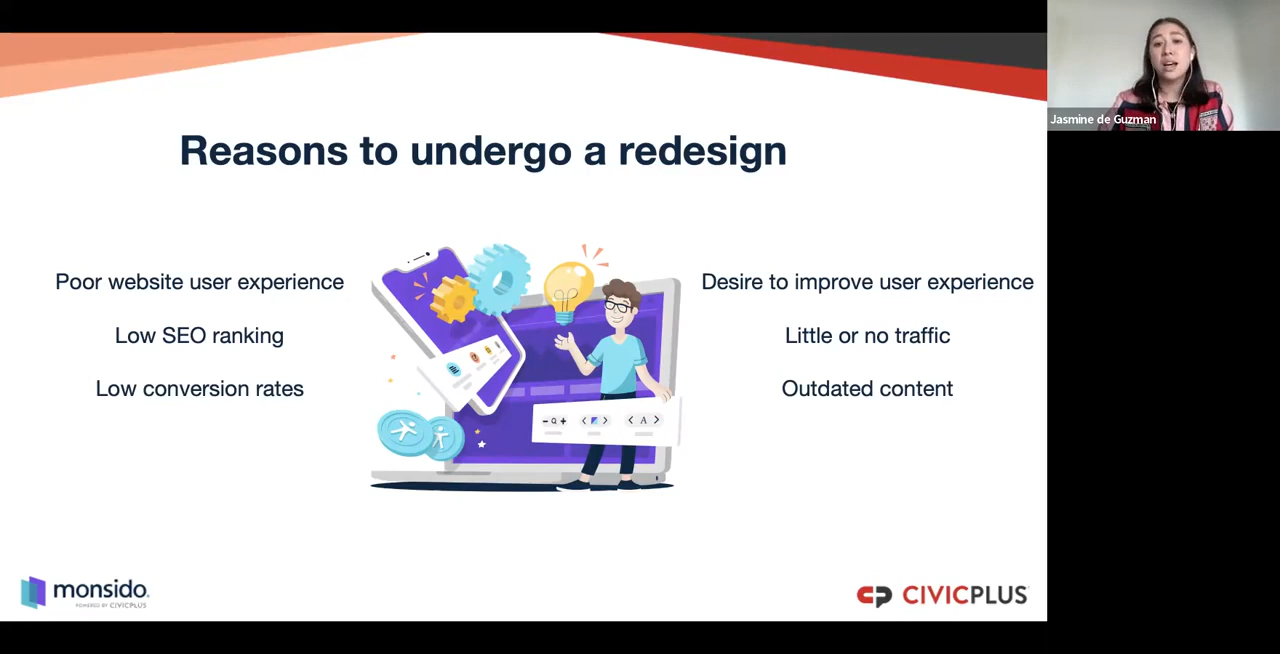 Jasmine de Guzman
Reasons to undergo a redesign
Poor website user experience
Low SEO ranking
Low conversion rates
Desire to improve user experience
Little or no traffic
Outdated content
A
monsido
POWERED BY CIVICPLUS
CP CIVICPLUS